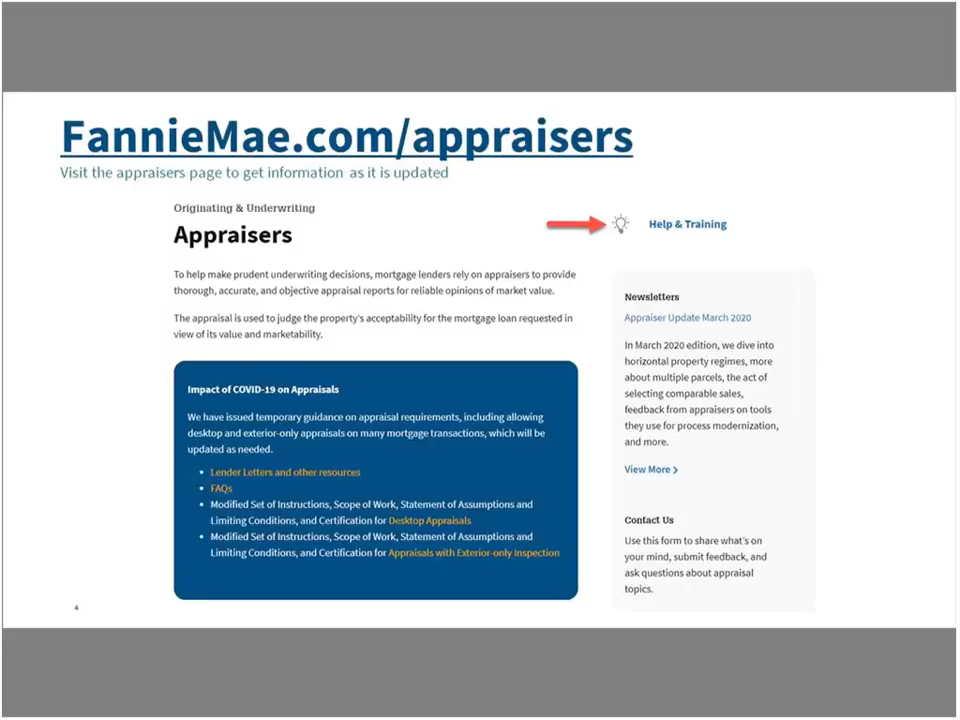 FannieMae.com/appraisers
Visit the appraisers page to get information as it is updated
Originating & Underwriting
Appraisers
Help & Training
To help make prudent underwriting decisions, mortgage lenders rely on appraisers to provide
thorough, accurate, and objective appraisal reports for reliable opinions of market value.
The appraisal is used to judge the property's acceptability for the mortgage loan requested in
view of its value and marketability.
Impact of COVID-19 on Appraisals
We have issued temporary guidance on appraisal requirements, including allowing
desktop and exterior-only appraisals on many mortgage transactions, which will be
updated as needed.
• Lender Letters and other resources
• FAQs
• Modified Set of Instructions, Scope of Work, Statement of Assumptions and
Limiting Conditions, and Certification for Desktop Appraisals
• Modified Set of Instructions, Scope of Work, Statement of Assumptions and
Limiting Conditions, and Certification for Appraisals with Exterior-only Inspection
Newsletters
Appraiser Update March 2020
In March 2020 edition, we dive into
horizontal property regimes, more
about multiple parcels, the act of
selecting comparable sales,
feedback from appraisers on tools
they use for process modernization,
and more.
View More >
Contact Us
Use this form to share what's on
your mind, submit feedback, and
ask questions about appraisal
topics.
4